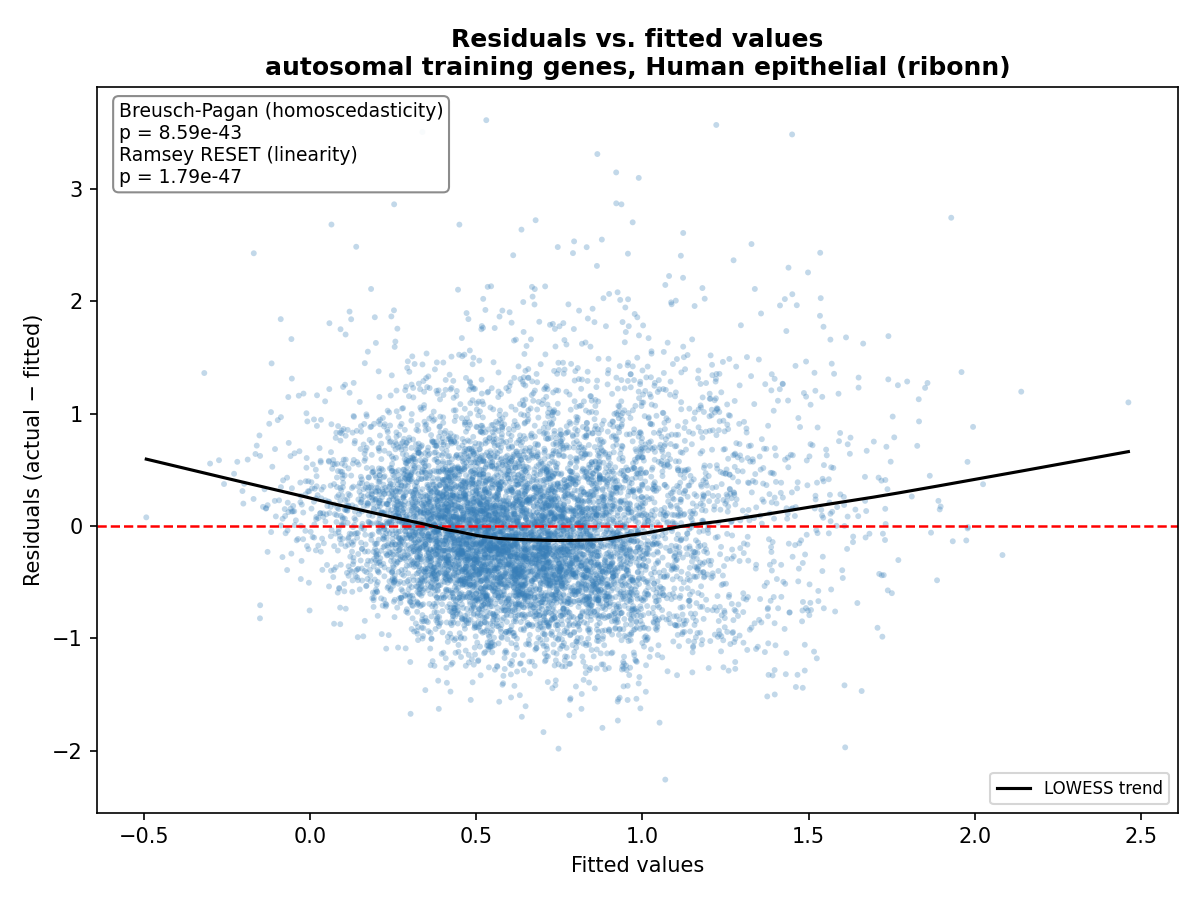 Residuals vs. fitted values
autosomal training genes, Human epithelial (ribonn)
Breusch-Pagan (homoscedasticity)
p = 8.59e-43
Ramsey RESET (linearity)
p = 1.79e-47
Residuals (actual − fitted)
3
2
1
0
−1
−2
LOWESS trend
−0.5 0.0 0.5 1.0 1.5 2.0 2.5
Fitted values